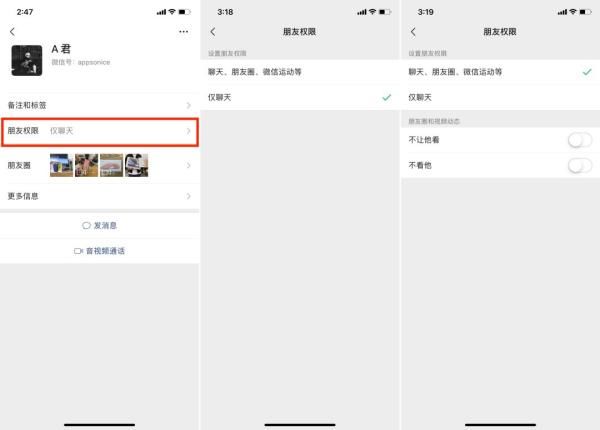 2:47
A 君
微信号：appsonice
备注和标签
朋友权限 仅聊天
朋友圈
更多信息
发消息
音视频通话
3:18
朋友权限
设置朋友权限
聊天、朋友圈、微信运动等
仅聊天
3:19
朋友权限
设置朋友权限
聊天、朋友圈、微信运动等
仅聊天
朋友圈和视频动态
不让他看
不看他